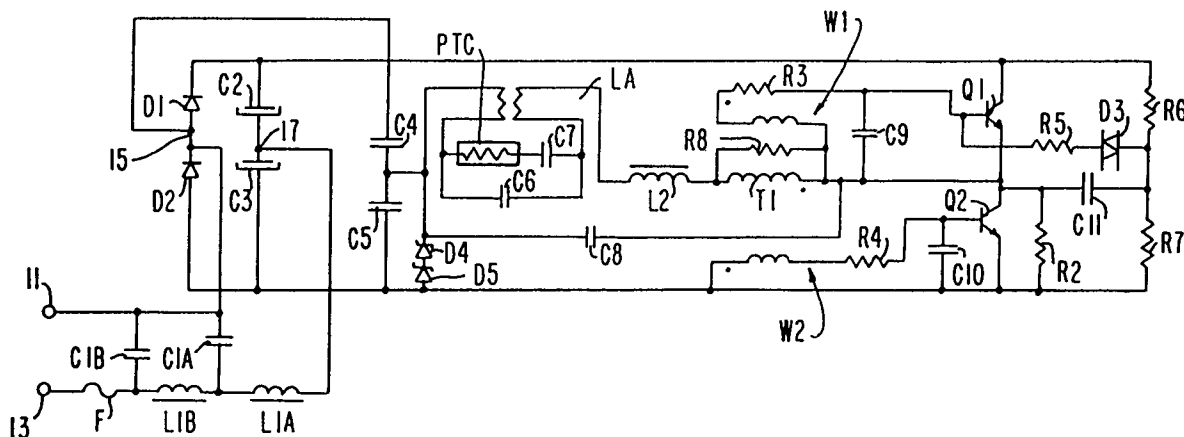 PTC
W1
LA
R3
D1
C2
Q1
D3
R6
15
17
C4
C7
R8
C9
R5
D2
C3
C6
L2
T1
Q2
C11
C5
D4
C8
R4
R7
D5
C10
R2
11
W2
C1B
C1A
13
F
L1B
L1A